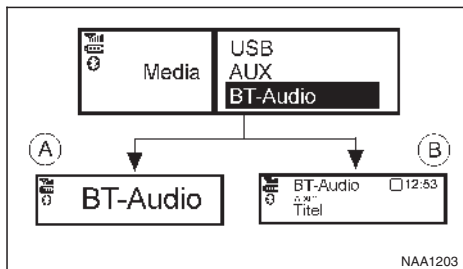 Media
USB
AUX
BT-Audio
A
B
BT-Audio
BT-Audio 12:53
Titel
NAA1203